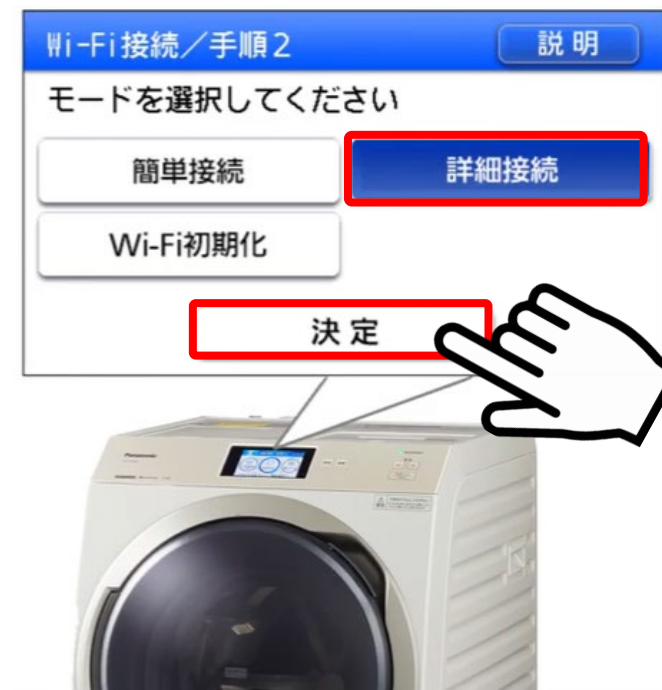 Wi-Fi接続／手順2
説明
モードを選択してください
簡単接続
詳細接続
Wi-Fi初期化
決定
Panasonic